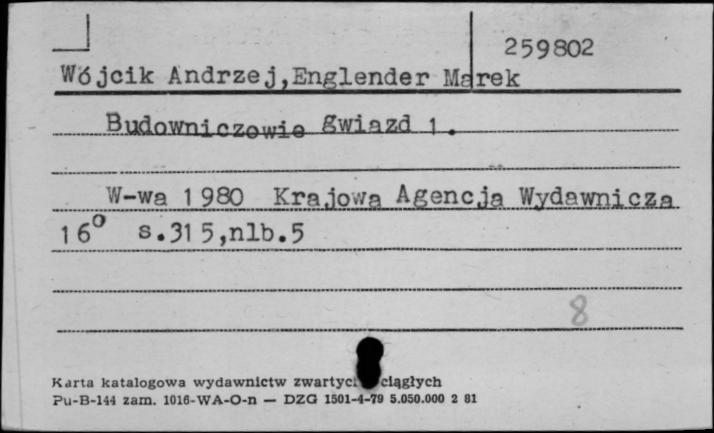 259802
Wójcik Andrzej,Englender Marek
Budowniczowie gwiazd 1.
W-wa 1980 Krajowa Agencja Wydawnicza
16° s.315,nlb.5
8
Karta katalogowa wydawnictw zwartych ciągłych
Pu-B-144 zam. 1016-WA-O-n — DZG 1501-4-79 5.050.000 2 81